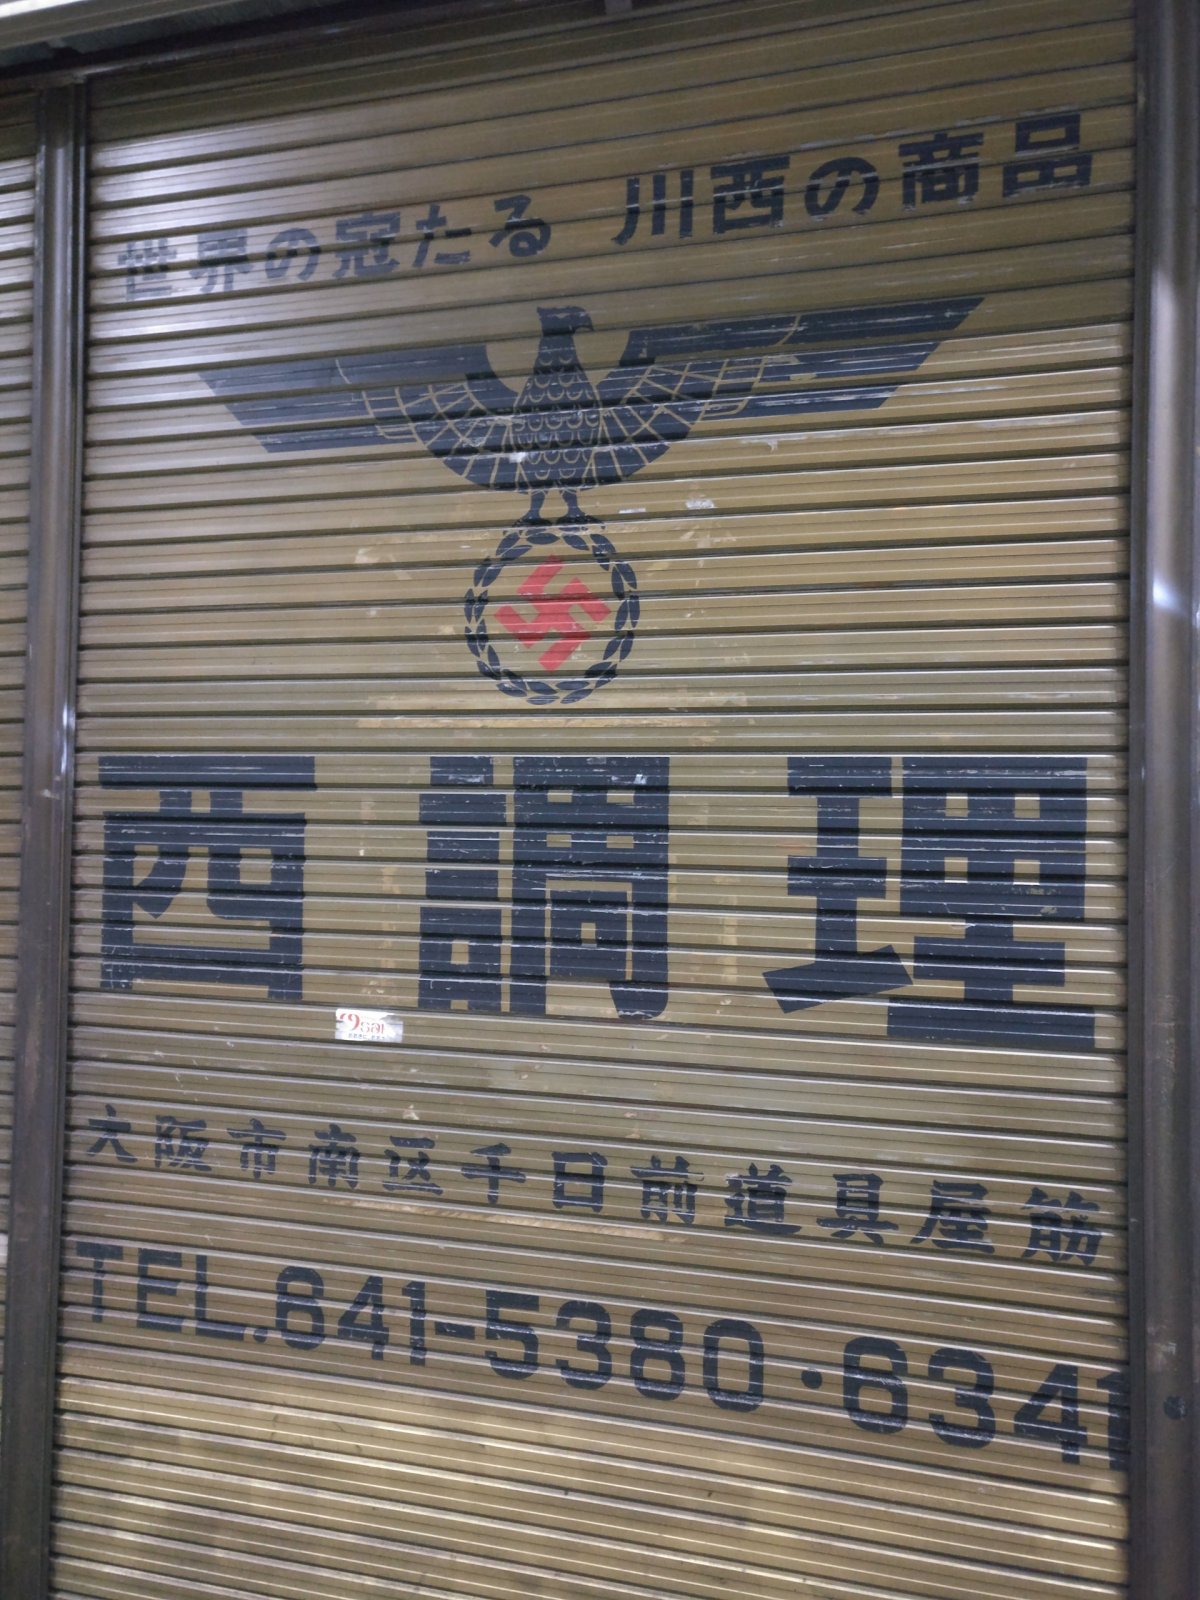 世界の冠たる 川西の商品
西調理
大阪市南区千日前道具屋筋
TEL.641-5380・6341